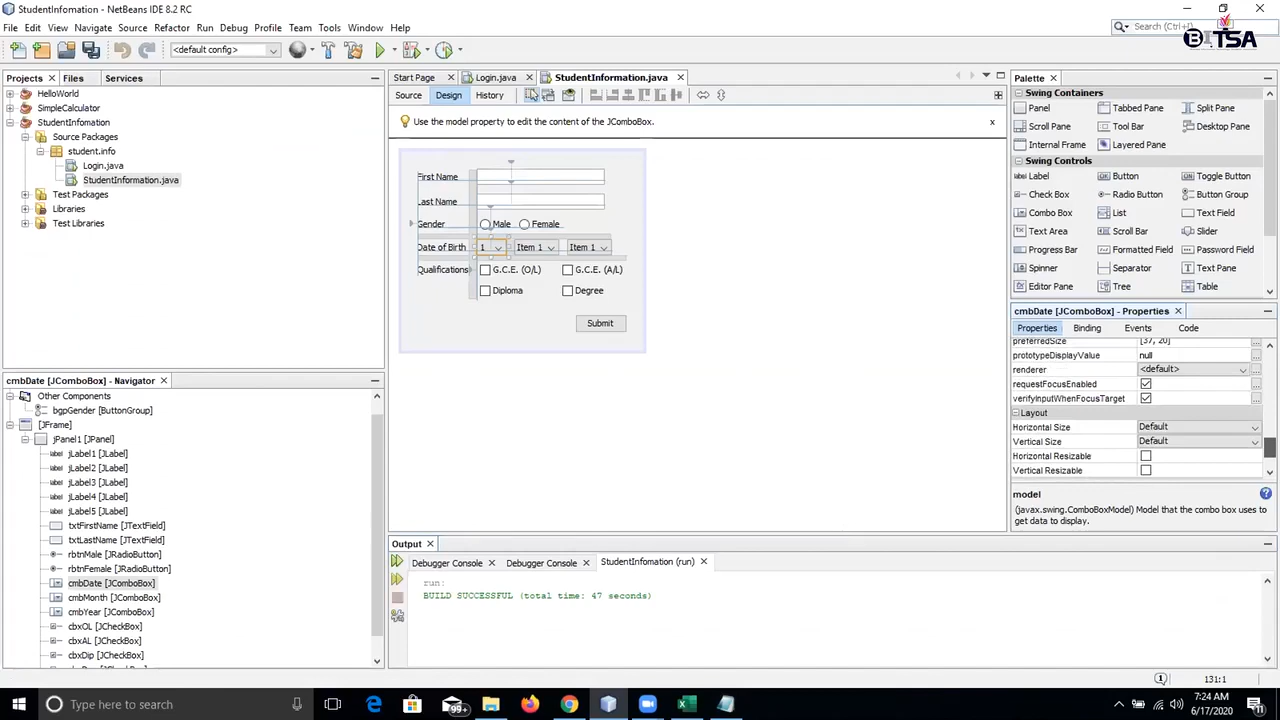 StudentInfomation - NetBeans IDE 8.2 RC
File Edit View Navigate Source Refactor Run Debug Profile Team Tools Window Help
Search (Ctrl+I)
BITSA
<default config>
Projects Files Services
HelloWorld
SimpleCalculator
StudentInfomation
Source Packages
student.info
Login.java
StudentInformation.java
Test Packages
Libraries
Test Libraries
Start Page Login.java StudentInformation.java
Source Design History
Use the model property to edit the content of the JComboBox. x
First Name
Last Name
Gender Male Female
Date of Birth 1 Item 1 Item 1
Qualifications G.C.E. (O/L) G.C.E. (A/L)
Diploma Degree
Submit
Palette
Swing Containers
Panel Tabbed Pane Split Pane
Scroll Pane Tool Bar Desktop Pane
Internal Frame Layered Pane
Swing Controls
Label Button Toggle Button
Check Box Radio Button Button Group
Combo Box List Text Field
Text Area Scroll Bar Slider
Progress Bar Formatted Field Password Field
Spinner Separator Text Pane
Editor Pane Tree Table
cmbDate [JComboBox] - Properties
Properties Binding Events Code
preferredSize [37, 20] ...
prototypeDisplayValue null ...
renderer <default> ...
requestFocusEnabled ...
verifyInputWhenFocusTarget ...
Layout
Horizontal Size Default
Vertical Size Default
Horizontal Resizable
Vertical Resizable
model
(javax.swing.ComboBoxModel) Model that the combo box uses to
get data to display.
cmbDate [JComboBox] - Navigator
Other Components
bgpGender [ButtonGroup]
[JFrame]
jPanel1 [JPanel]
jLabel1 [JLabel]
jLabel2 [JLabel]
jLabel3 [JLabel]
jLabel4 [JLabel]
jLabel5 [JLabel]
txtFirstName [JTextField]
txtLastName [JTextField]
rbtnMale [JRadioButton]
rbtnFemale [JRadioButton]
cmbDate [JComboBox]
cmbMonth [JComboBox]
cmbYear [JComboBox]
cbxOL [JCheckBox]
cbxAL [JCheckBox]
cbxDip [JCheckBox]
Output
Debugger Console Debugger Console StudentInfomation (run)
run:
BUILD SUCCESSFUL (total time: 47 seconds)
131:1
Type here to search
99+
7:24 AM
6/17/2020